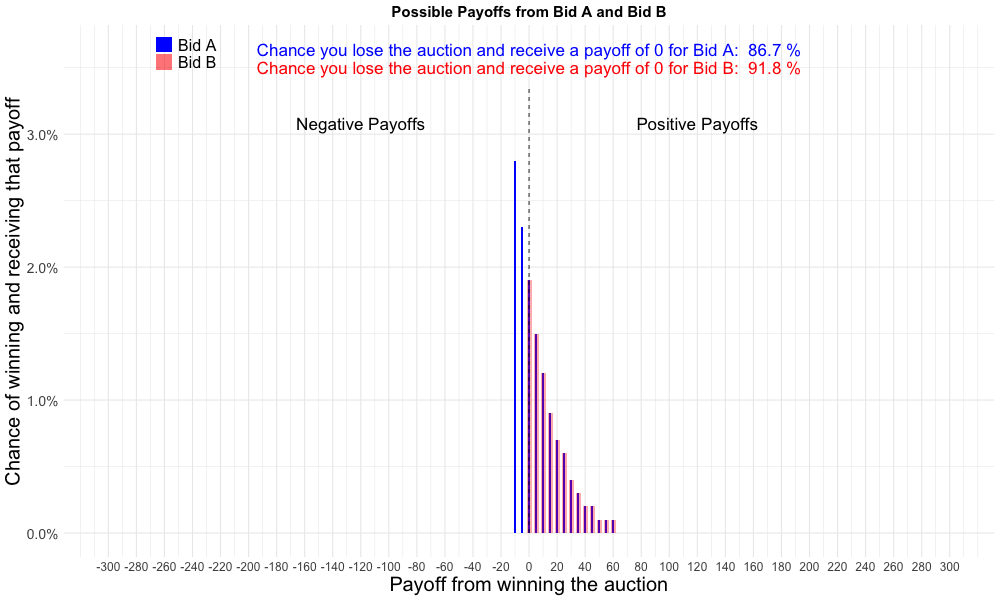 Possible Payoffs from Bid A and Bid B
Bid A
Bid B
Chance you lose the auction and receive a payoff of 0 for Bid A: 86.7 %
Chance you lose the auction and receive a payoff of 0 for Bid B: 91.8 %
Negative Payoffs
Positive Payoffs
Chance of winning and receiving that payoff
3.0%
2.0%
1.0%
0.0%
-300 -280 -260 -240 -220 -200 -180 -160 -140 -120 -100 -80 -60 -40 -20 0 20 40 60 80 100 120 140 160 180 200 220 240 260 280 300
Payoff from winning the auction